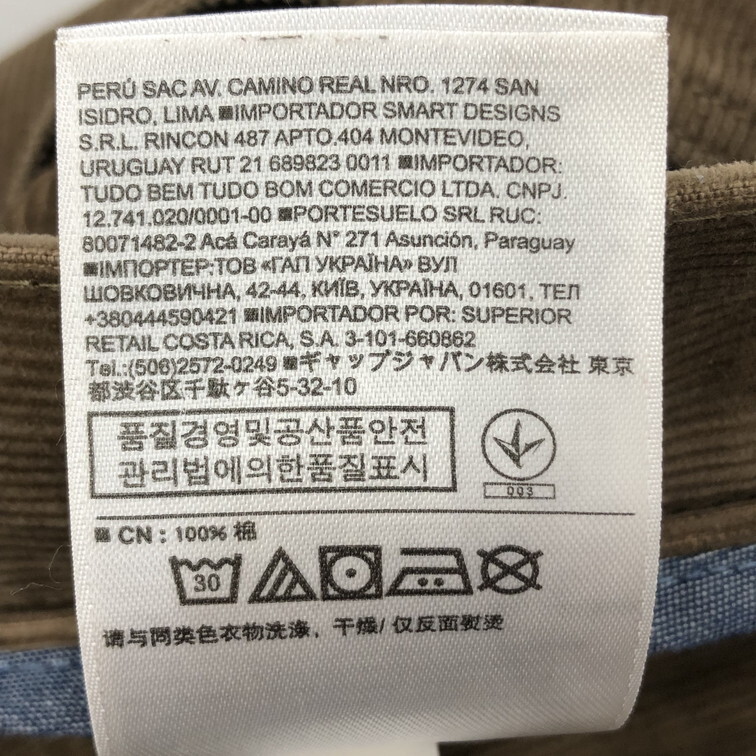 PERÚ SAC AV. CAMINO REAL NRO. 1274 SAN
ISIDRO, LIMA ■IMPORTADOR SMART DESIGNS
S.R.L. RINCON 487 APTO.404 MONTEVIDEO,
URUGUAY RUT 21 689823 0011 ■IMPORTADOR:
TUDO BEM TUDO BOM COMERCIO LTDA, CNPJ.
12.741.020/0001-00 ■PORTESUELO SRL RUC:
80071482-2 Acá Carayá N° 271 Asunción, Paraguay
■ІМПОРТЕР:ТОВ «ГАП УКРАЇНА» ВУЛ
ШОВКОВИЧНА, 42-44, КИЇВ, УКРАЇНА, 01601, ТЕЛ
+380444590421 ■IMPORTADOR POR: SUPERIOR
RETAIL COSTA RICA, S.A. 3-101-660862
Tel.:(506)2572-0249 ■ギャップジャパン株式会社 東京
都渋谷区千駄ヶ谷5-32-10
품질경영및공산품안전
관리법에의한품질표시
003
■ CN : 100% 棉
30
请与同类色衣物洗涤、干燥/ 仅反面熨烫